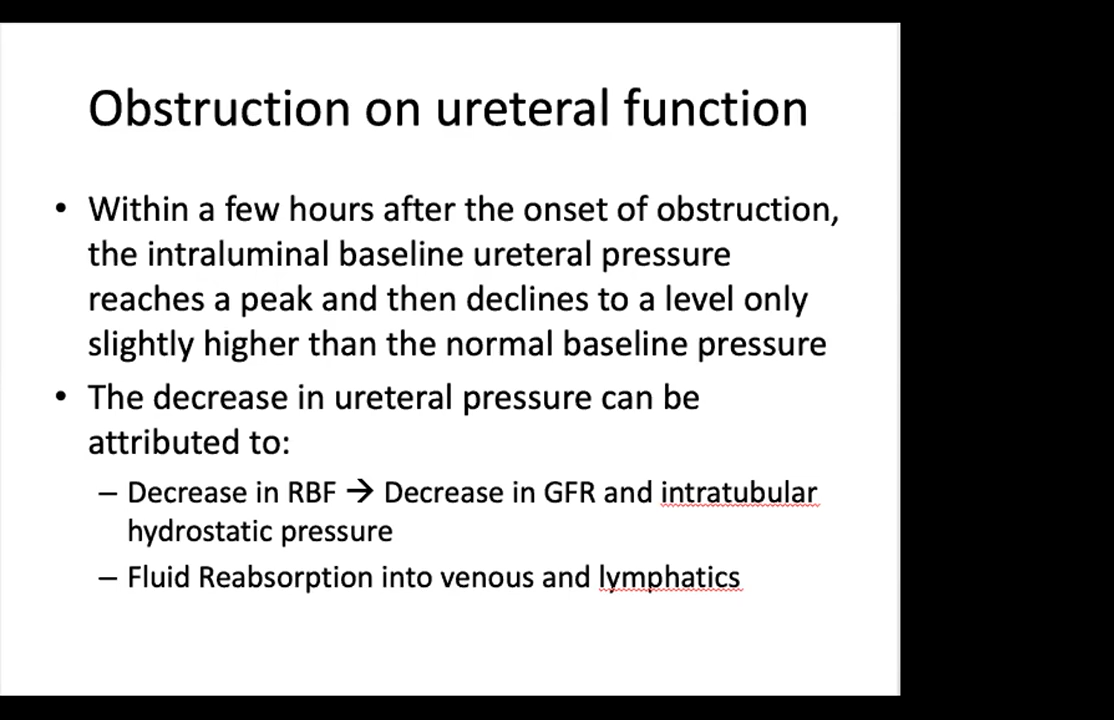 Obstruction on ureteral function
• Within a few hours after the onset of obstruction,
the intraluminal baseline ureteral pressure
reaches a peak and then declines to a level only
slightly higher than the normal baseline pressure
• The decrease in ureteral pressure can be
attributed to:
– Decrease in RBF → Decrease in GFR and intratubular
hydrostatic pressure
– Fluid Reabsorption into venous and lymphatics